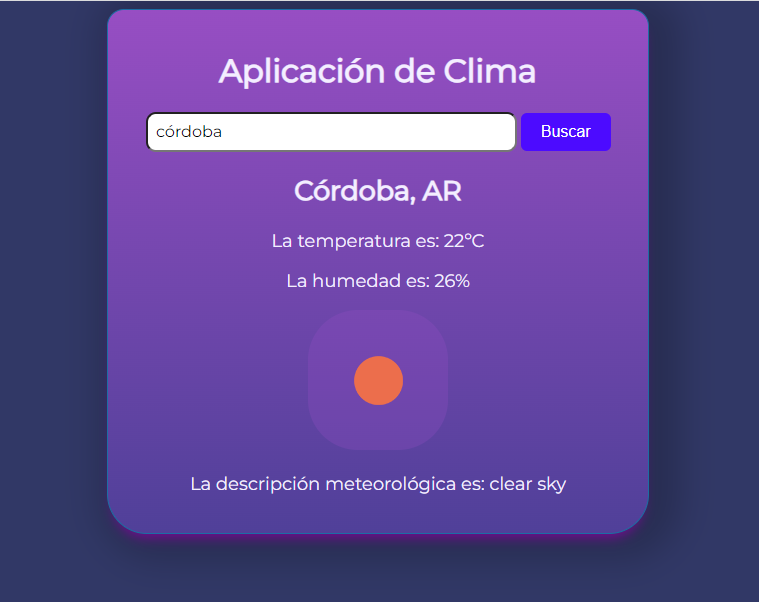 Aplicación de Clima
córdoba
Buscar
Córdoba, AR
La temperatura es: 22ºC
La humedad es: 26%
La descripción meteorológica es: clear sky